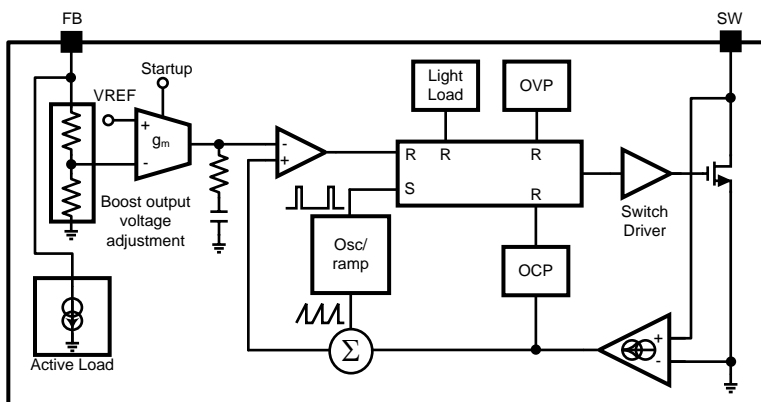 FB
SW
Startup
VREF
+
gm
-
Boost output
voltage
adjustment
Active Load
-
+
Light
Load
OVP
R
R
R
S
R
Osc/
ramp
OCP
Switch
Driver
Σ
+
-